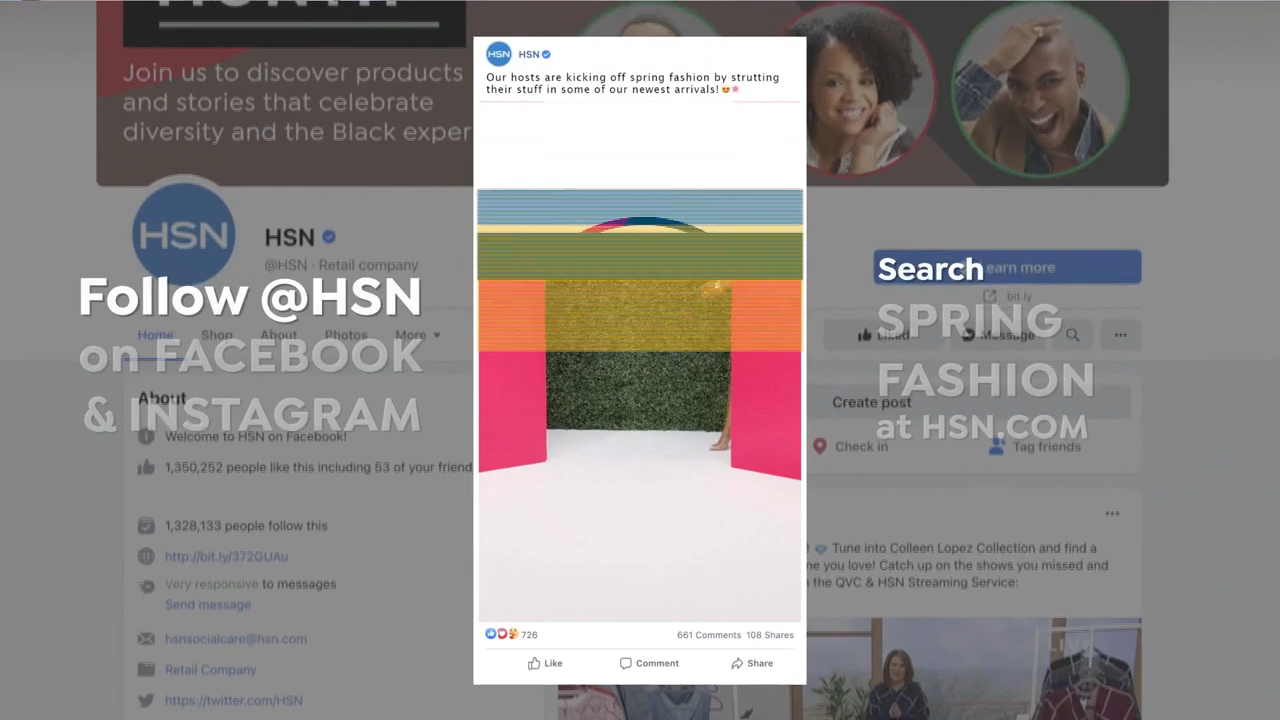 Join us to discover products
and stories that celebrate
diversity and the Black exper
HSN
HSN
@HSN · Retail company
Follow @HSN
on FACEBOOK
& INSTAGRAM
Home Shop About Photos More
About
Welcome to HSN on Facebook!
1,350,252 people like this including 53 of your friend
1,328,133 people follow this
http://bit.ly/372GUAu
Very responsive to messages
Send message
hsnsocialcare@hsn.com
Retail Company
https://twitter.com/HSN
HSN HSN
Our hosts are kicking off spring fashion by strutting
their stuff in some of our newest arrivals!
726 661 Comments 108 Shares
Like Comment Share
Search
SPRING
FASHION
at HSN.COM
earn more
bit.ly
Liked Message
Create post
Check in Tag friends
! Tune into Colleen Lopez Collection and find a
ne you love! Catch up on the shows you missed and
the QVC & HSN Streaming Service: